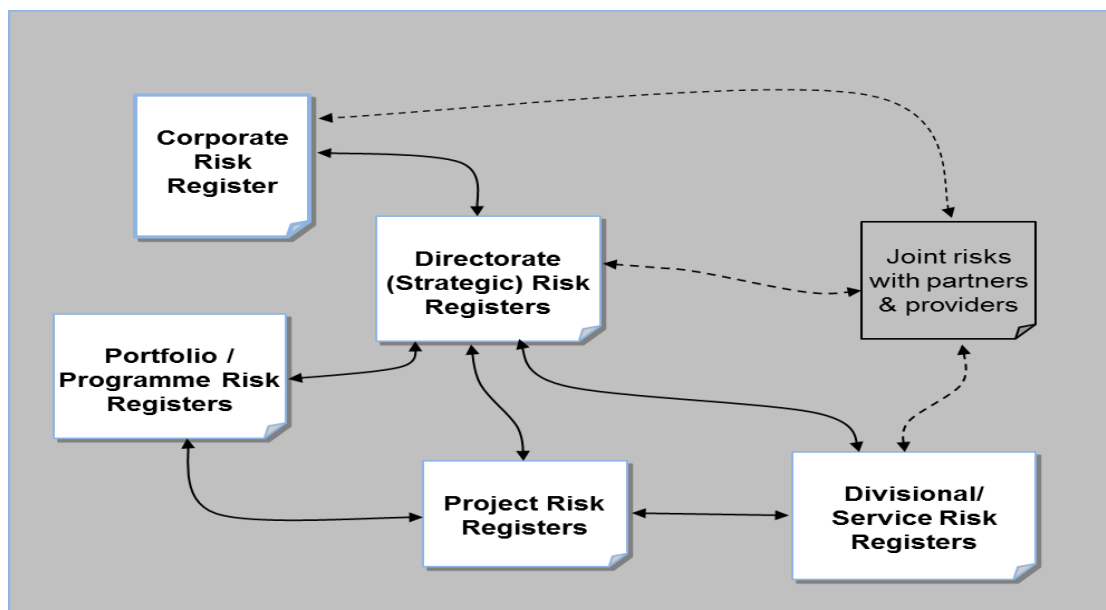 Corporate
Risk
Register
Directorate
(Strategic) Risk
Registers
Joint risks
with partners
& providers
Portfolio /
Programme Risk
Registers
Project Risk
Registers
Divisional/
Service Risk
Registers